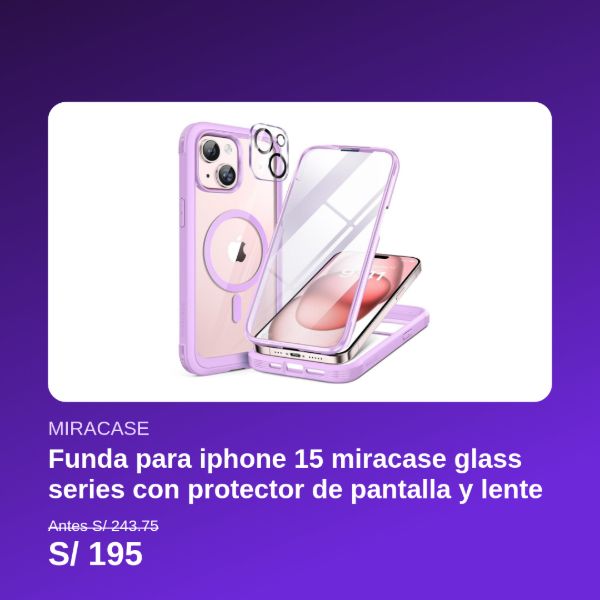 MIRACASE
Funda para iphone 15 miracase glass
series con protector de pantalla y lente
Antes S/ 243.75
S/ 195